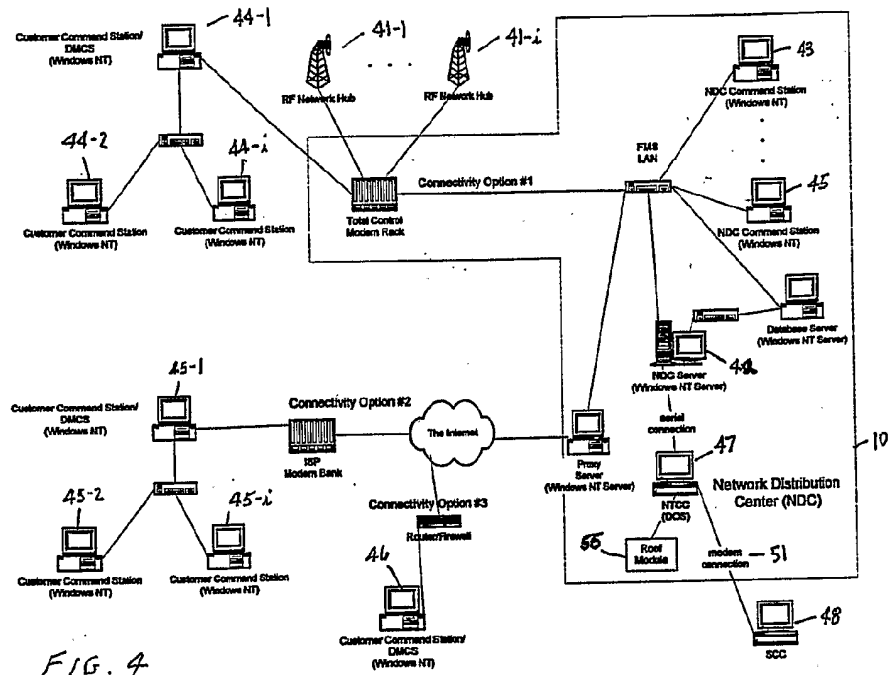 44-1
Customer Command Station/
DMCS
(Windows NT)
41-1
41-i
. . .
RF Network Hub
RF Network Hub
43
NDC Command Station
(Windows NT)
44-2
44-i
Customer Command Station
(Windows NT)
Customer Command Station
(Windows NT)
Total Control
Modem Rack
Connectivity Option #1
FMS
LAN
45
NDC Command Station
(Windows NT)
Database Server
(Windows NT Server)
NDC Server
(Windows NT Server)
serial
connection
45-1
Customer Command Station/
DMCS
(Windows NT)
Connectivity Option #2
ISP
Modem Bank
The Internet
Proxy
Server
(Windows NT Server)
47
NTCC
(DOS)
10
Network Distribution
Center (NDC)
45-2
45-i
Customer Command Station
(Windows NT)
Customer Command Station
(Windows NT)
Connectivity Option #3
Router/Firewall
55
Roof
Module
modem
connection
51
46
Customer Command Station/
DMCS
(Windows NT)
48
SCC
FIG. 4